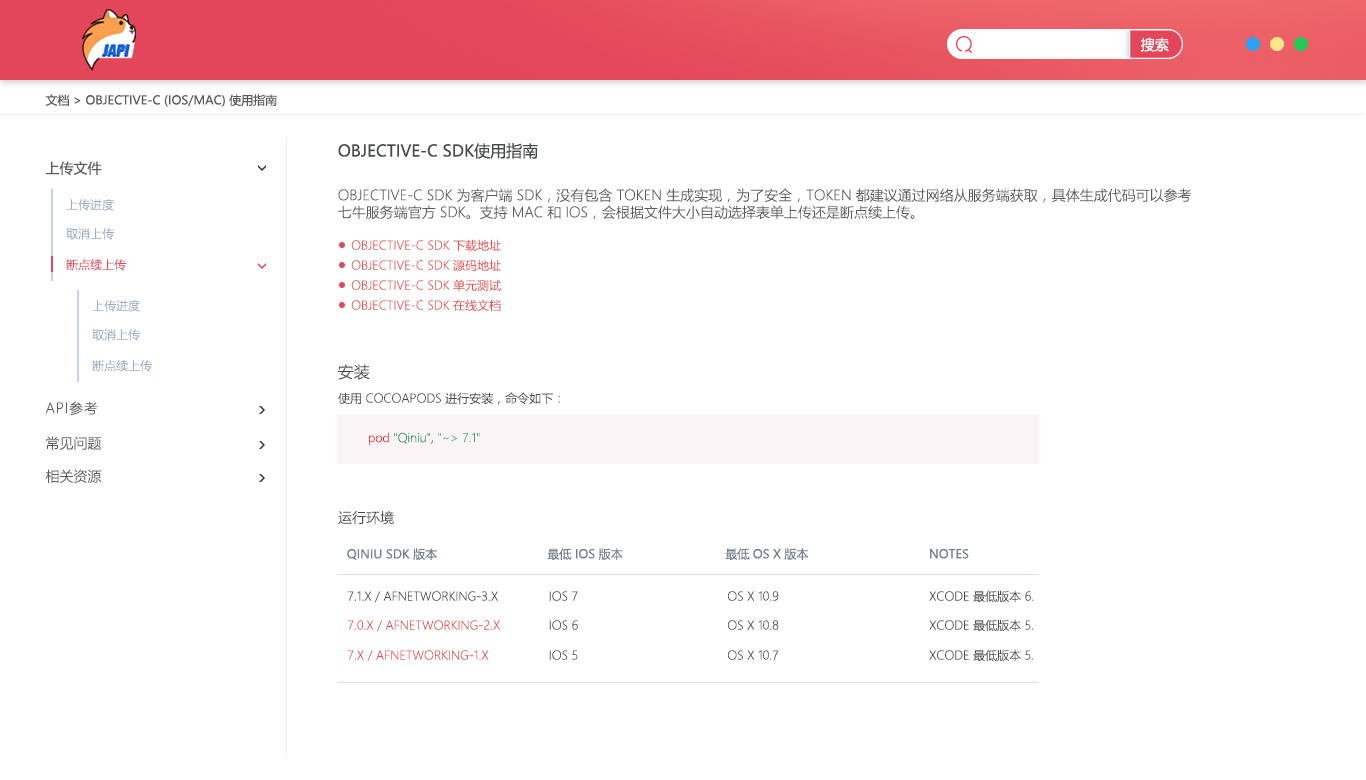 JAPI
搜索
文档 > OBJECTIVE-C (IOS/MAC) 使用指南
上传文件
上传进度
取消上传
断点续上传
上传进度
取消上传
断点续上传
API参考
常见问题
相关资源
OBJECTIVE-C SDK使用指南
OBJECTIVE-C SDK 为客户端 SDK，没有包含 TOKEN 生成实现，为了安全，TOKEN 都建议通过网络从服务端获取，具体生成代码可以参考
七牛服务端官方 SDK。支持 MAC 和 IOS，会根据文件大小自动选择表单上传还是断点续上传。
OBJECTIVE-C SDK 下载地址
OBJECTIVE-C SDK 源码地址
OBJECTIVE-C SDK 单元测试
OBJECTIVE-C SDK 在线文档
安装
使用 COCOAPODS 进行安装，命令如下：
pod "Qiniu", "~> 7.1"
运行环境
QINIU SDK 版本 最低 IOS 版本 最低 OS X 版本 NOTES
7.1.X / AFNETWORKING-3.X IOS 7 OS X 10.9 XCODE 最低版本 6.
7.0.X / AFNETWORKING-2.X IOS 6 OS X 10.8 XCODE 最低版本 5.
7.X / AFNETWORKING-1.X IOS 5 OS X 10.7 XCODE 最低版本 5.